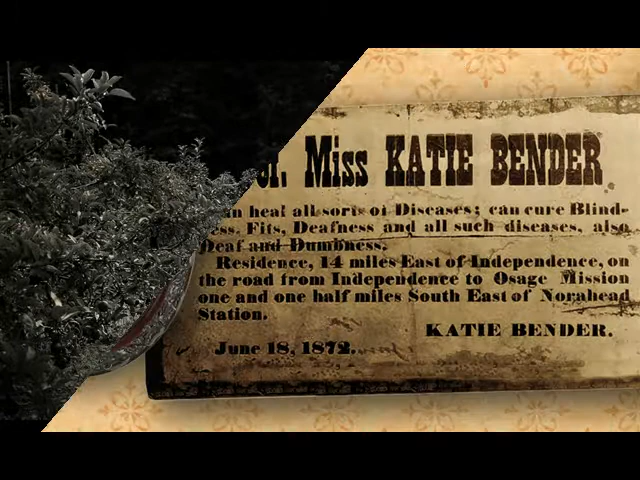 Miss KATIE BENDER
heal all sorts of Diseases; can cure Blind-
ess, Fits, Deafness and all such diseases, also
Deaf and Dumbness.
Residence, 14 miles East of Independence, on
the road from Independence to Osage Mission
one and one half miles South East of Norahead
Station.
KATIE BENDER.
June 18, 1872.